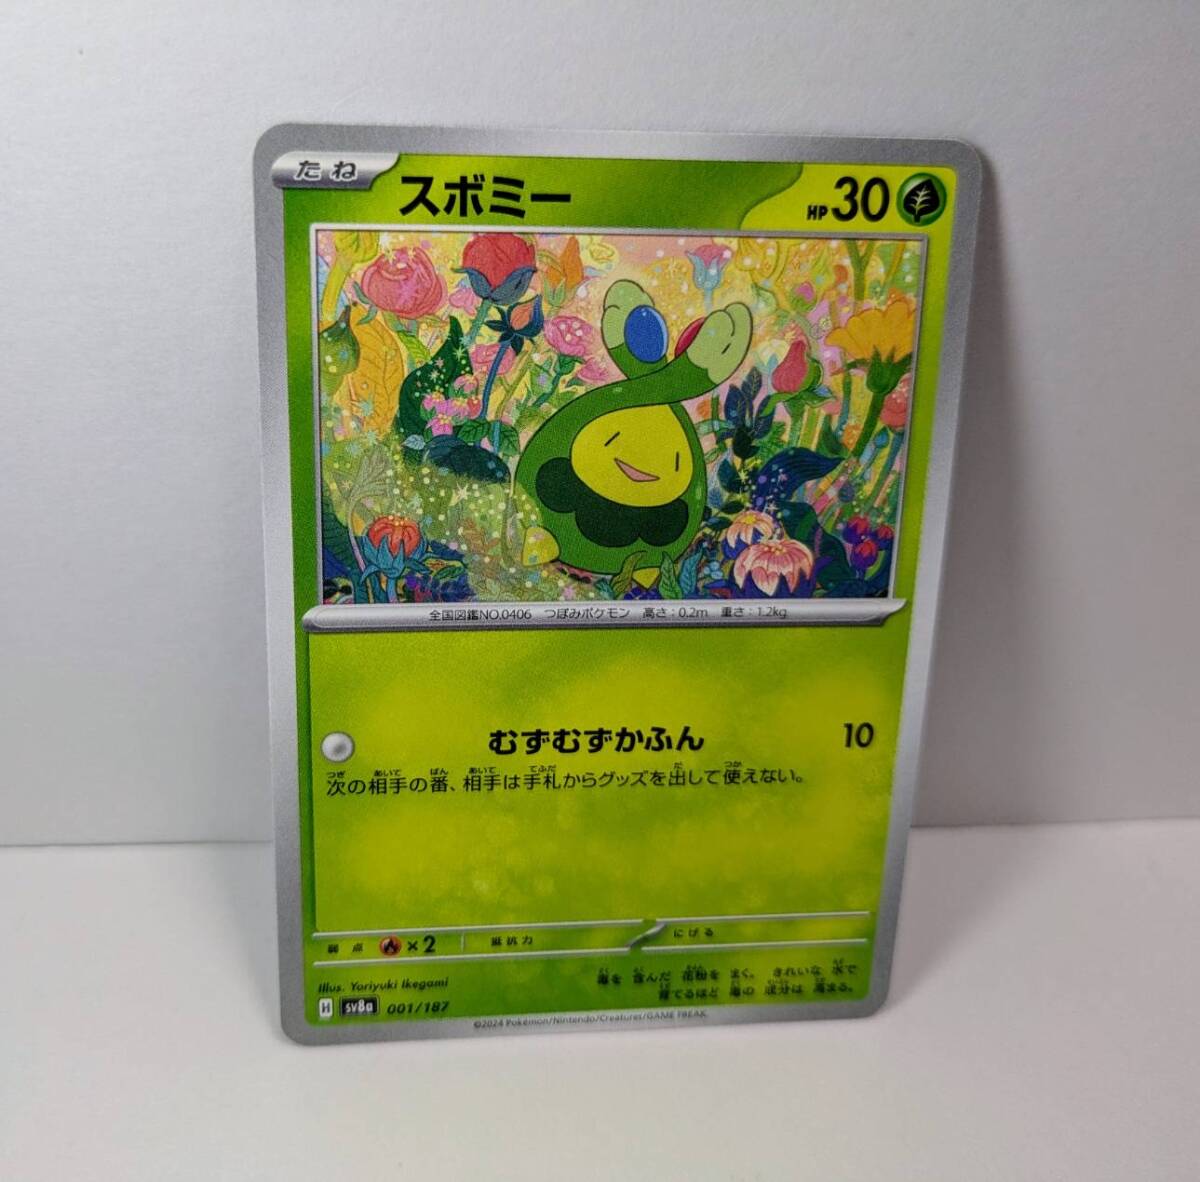 たね
スボミー
HP30
全国図鑑NO.0406 つぼみポケモン 高さ:0.2m 重さ:1.2kg
むずむずかふん 10
次の相手の番、相手は手札からグッズを出して使えない。
弱点 ×2 抵抗力 にげる
Illus. Yoriyuki Ikegami
毒を含んだ花粉をまく。きれいな水で
育てるほど毒の成分は高まる。
H sv8a 001/187
©2024 Pokémon/Nintendo/Creatures/GAME FREAK.